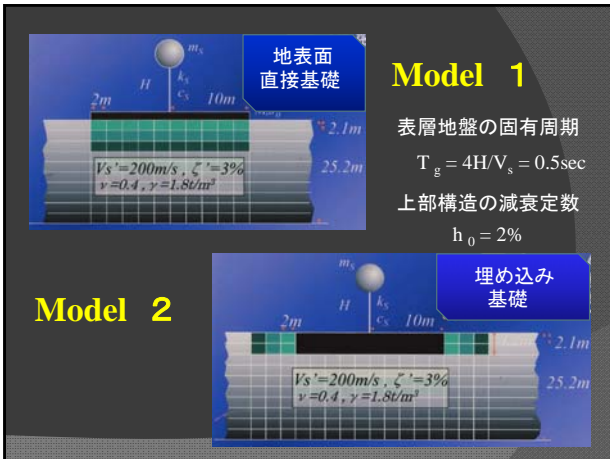 地表面
直接基礎
Model 1
m_S
H
k_S
c_S
2m
10m
2.1m
25.2m
Vs'=200m/s , ζ'=3%
ν=0.4 , γ=1.8t/m³
表層地盤の固有周期
T g = 4H/V s = 0.5sec
上部構造の減衰定数
h 0 = 2%
Model 2
埋め込み
基礎
m_S
H
k_S
c_S
2m
10m
2.1m
25.2m
Vs'=200m/s , ζ'=3%
ν=0.4 , γ=1.8t/m³